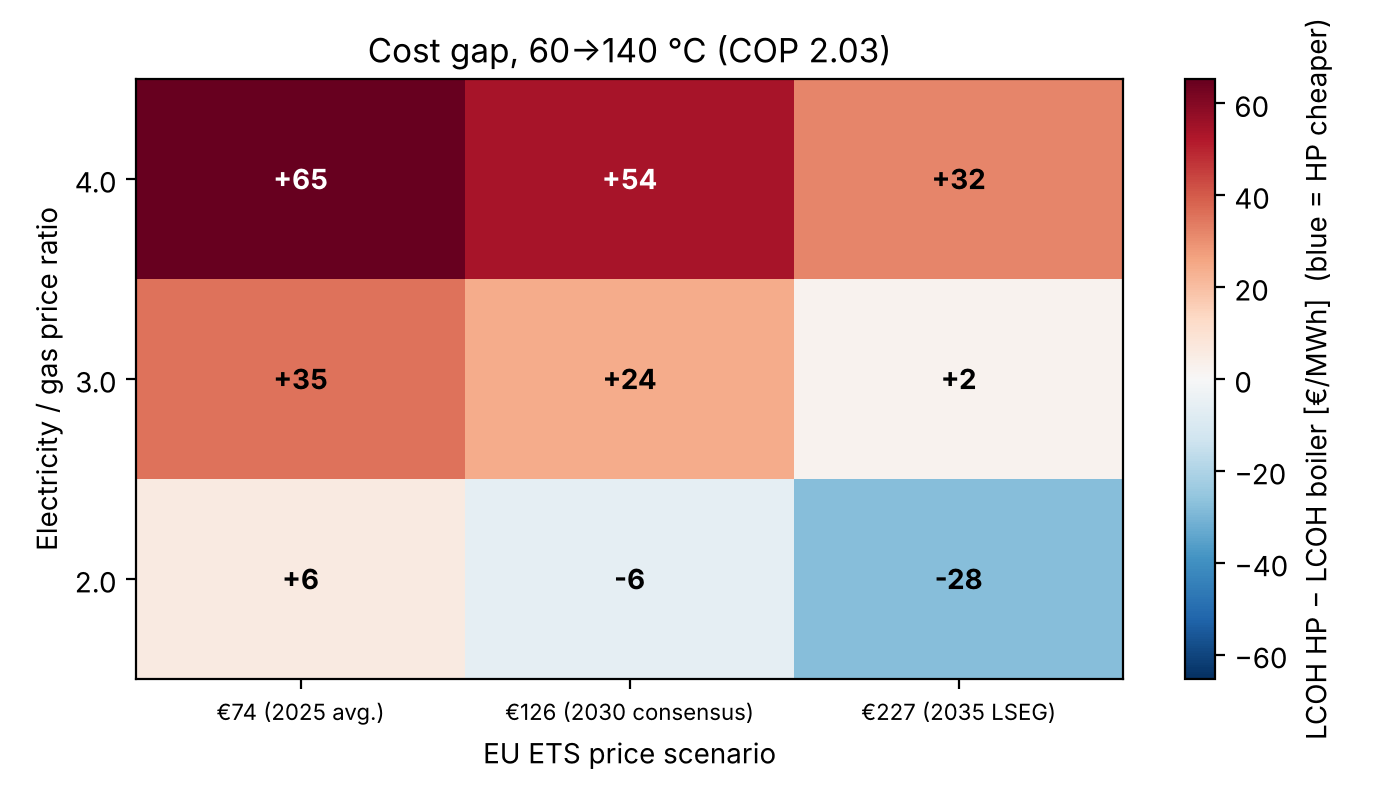 Cost gap, 60→140 °C (COP 2.03)
Electricity / gas price ratio
4.0
+65
+54
+32
3.0
+35
+24
+2
2.0
+6
-6
-28
€74 (2025 avg.)
€126 (2030 consensus)
€227 (2035 LSEG)
EU ETS price scenario
60
40
20
0
−20
−40
−60
LCOH HP − LCOH boiler [€/MWh]  (blue = HP cheaper)